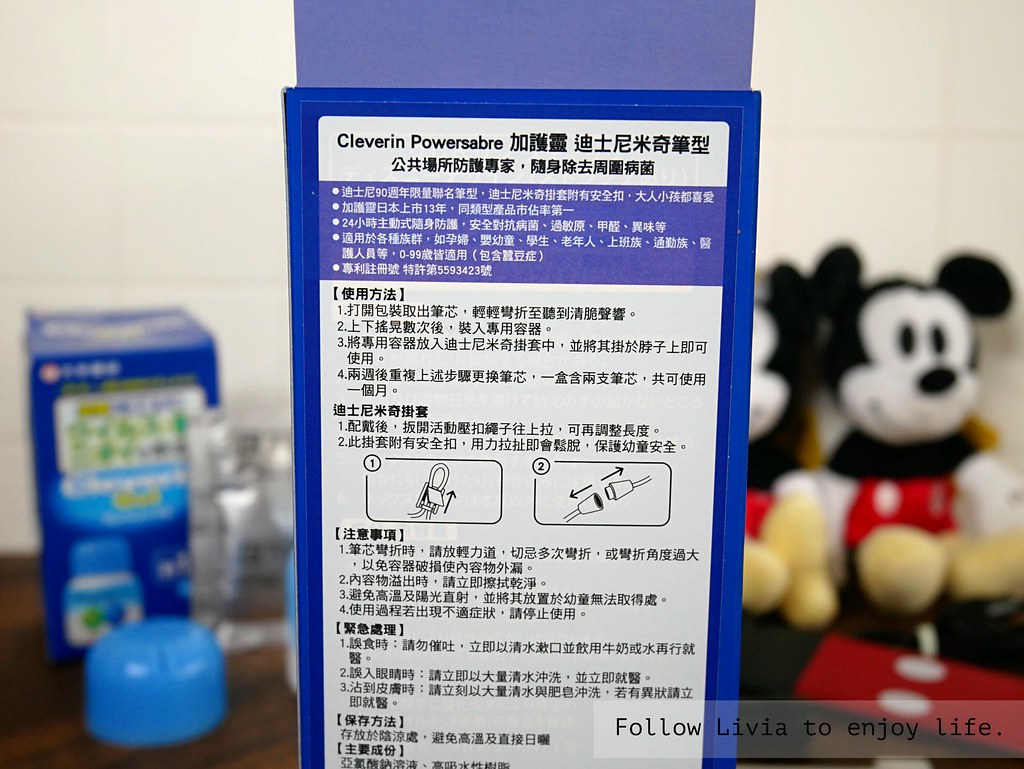 Cleverin Powersabre 加護靈 迪士尼米奇筆型
公共場所防護專家，隨身除去周圍病菌
●迪士尼90週年限量聯名筆型，迪士尼米奇掛套附有安全扣，大人小孩都喜愛
●加護靈日本上市13年，同類型產品市佔率第一
●24小時主動式隨身防護，安全對抗病菌、過敏原、甲醛、異味等
●適用於各種族群，如孕婦、嬰幼童、學生、老年人、上班族、通勤族、醫
護人員等，0-99歲皆適用（包含蠶豆症）
●專利註冊號 特許第5593423號
【使用方法】
1.打開包裝取出筆芯，輕輕彎折至聽到清脆聲響。
2.上下搖晃數次後，裝入專用容器。
3.將專用容器放入迪士尼米奇掛套中，並將其掛於脖子上即可
使用。
4.兩週後重複上述步驟更換筆芯，一盒含兩支筆芯，共可使用
一個月。
迪士尼米奇掛套
1.配戴後，扳開活動壓扣繩子往上拉，可再調整長度。
2.此掛套附有安全扣，用力拉扯即會鬆脫，保護幼童安全。
1
2
【注意事項】
1.筆芯彎折時，請放輕力道，切忌多次彎折，或彎折角度過大
，以免容器破損使內容物外漏。
2.內容物溢出時，請立即擦拭乾淨。
3.避免高溫及陽光直射，並將其放置於幼童無法取得處。
4.使用過程若出現不適症狀，請停止使用。
【緊急處理】
1.誤食時：請勿催吐，立即以清水漱口並飲用牛奶或水再行就
醫。
2.誤入眼睛時：請立即以大量清水沖洗，並立即就醫。
3.沾到皮膚時：請立刻以大量清水與肥皂沖洗，若有異狀請立
即就醫。
【保存方法】
存放於陰涼處，避免高溫及直接日曬
【主要成份】
亞氯酸鈉溶液、高吸水性樹脂
Follow Livia to enjoy life.